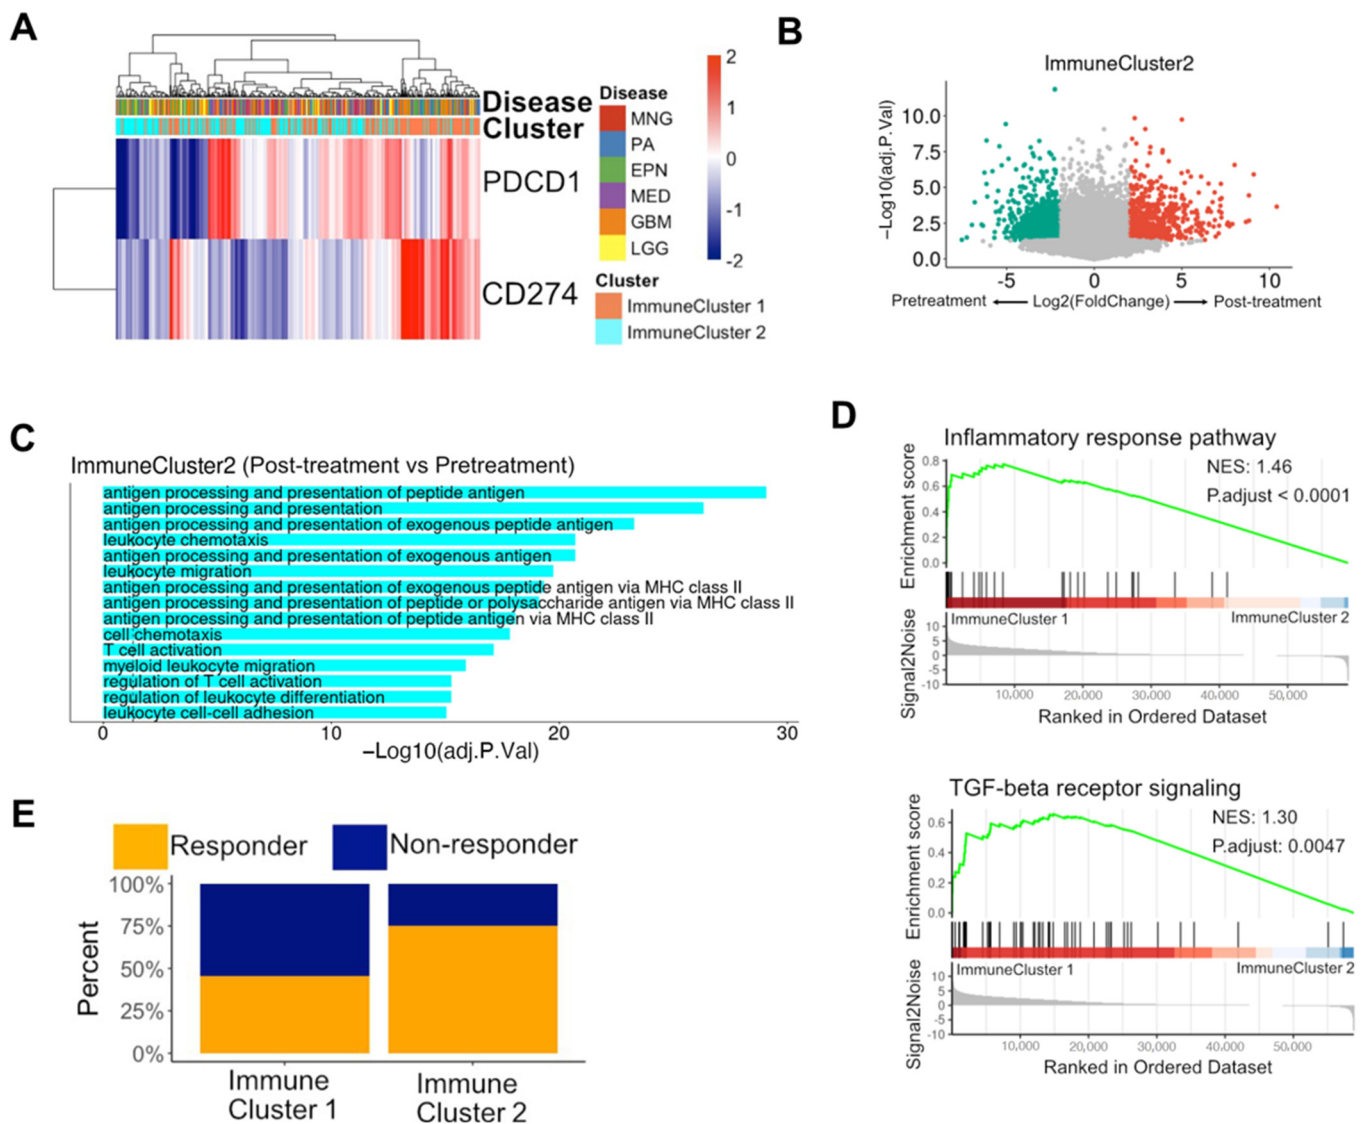 A
Disease
Cluster
PDCD1
CD274
Disease
MNG
PA
EPN
MED
GBM
LGG
Cluster
ImmuneCluster 1
ImmuneCluster 2
2
1
0
-1
-2
B
ImmuneCluster2
−Log10(adj.P.Val)
10.0
7.5
5.0
2.5
0.0
-5 0 5 10
Pretreatment Log2(FoldChange) Post-treatment
C
ImmuneCluster2 (Post-treatment vs Pretreatment)
antigen processing and presentation of peptide antigen
antigen processing and presentation
antigen processing and presentation of exogenous peptide antigen
leukocyte chemotaxis
antigen processing and presentation of exogenous antigen
leukocyte migration
antigen processing and presentation of exogenous peptide antigen via MHC class II
antigen processing and presentation of peptide or polysaccharide antigen via MHC class II
antigen processing and presentation of peptide antigen via MHC class II
cell chemotaxis
T cell activation
myeloid leukocyte migration
regulation of T cell activation
regulation of leukocyte differentiation
leukocyte cell-cell adhesion
0 10 20 30
−Log10(adj.P.Val)
D
Inflammatory response pathway
NES: 1.46
P.adjust < 0.0001
Enrichment score
0.8
0.6
0.4
0.2
0.0
ImmuneCluster 1 ImmuneCluster 2
Signal2Noise
10
5
0
-5
-10
10,000 20,000 30,000 40,000 50,000
Ranked in Ordered Dataset
TGF-beta receptor signaling
NES: 1.30
P.adjust: 0.0047
Enrichment score
0.6
0.4
0.2
0.0
ImmuneCluster 1 ImmuneCluster 2
Signal2Noise
10
5
0
-5
-10
10,000 20,000 30,000 40,000 50,000
Ranked in Ordered Dataset
E
Responder Non-responder
Percent
100%
75%
50%
25%
0%
Immune
Cluster 1
Immune
Cluster 2